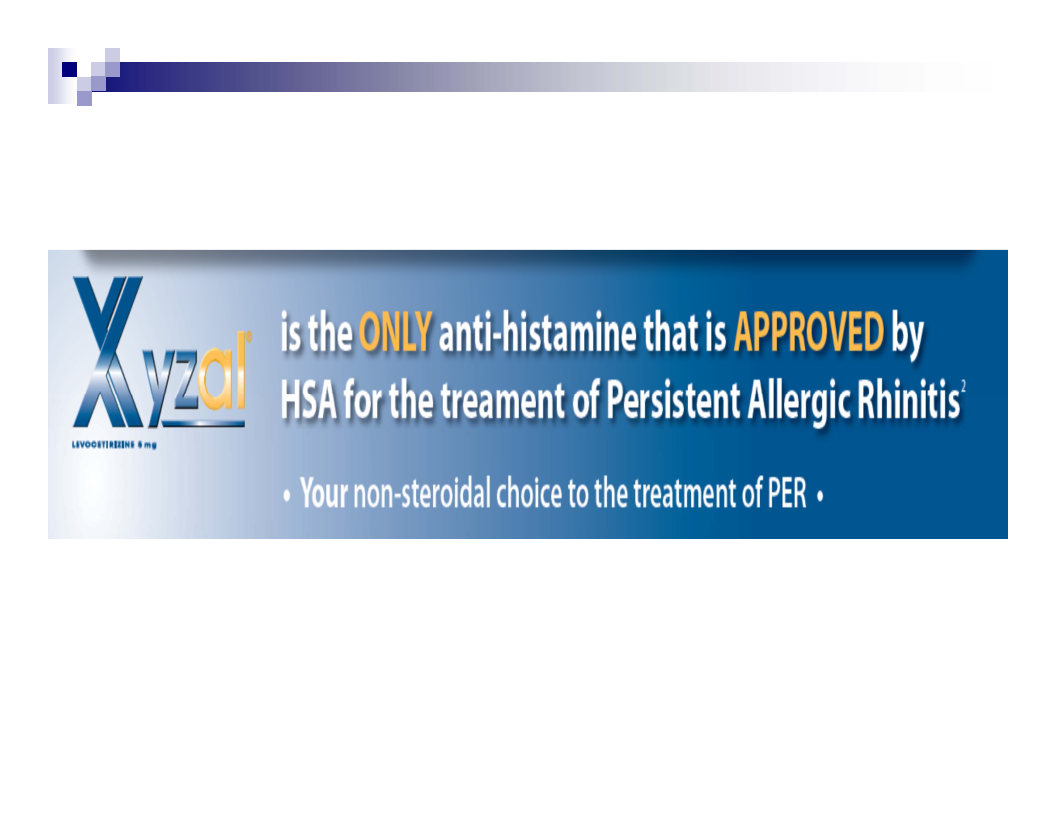 Xyzal®
LEVOCETIRIZINE 5 mg
is the ONLY anti-histamine that is APPROVED by
HSA for the treament of Persistent Allergic Rhinitis²
• Your non-steroidal choice to the treatment of PER •